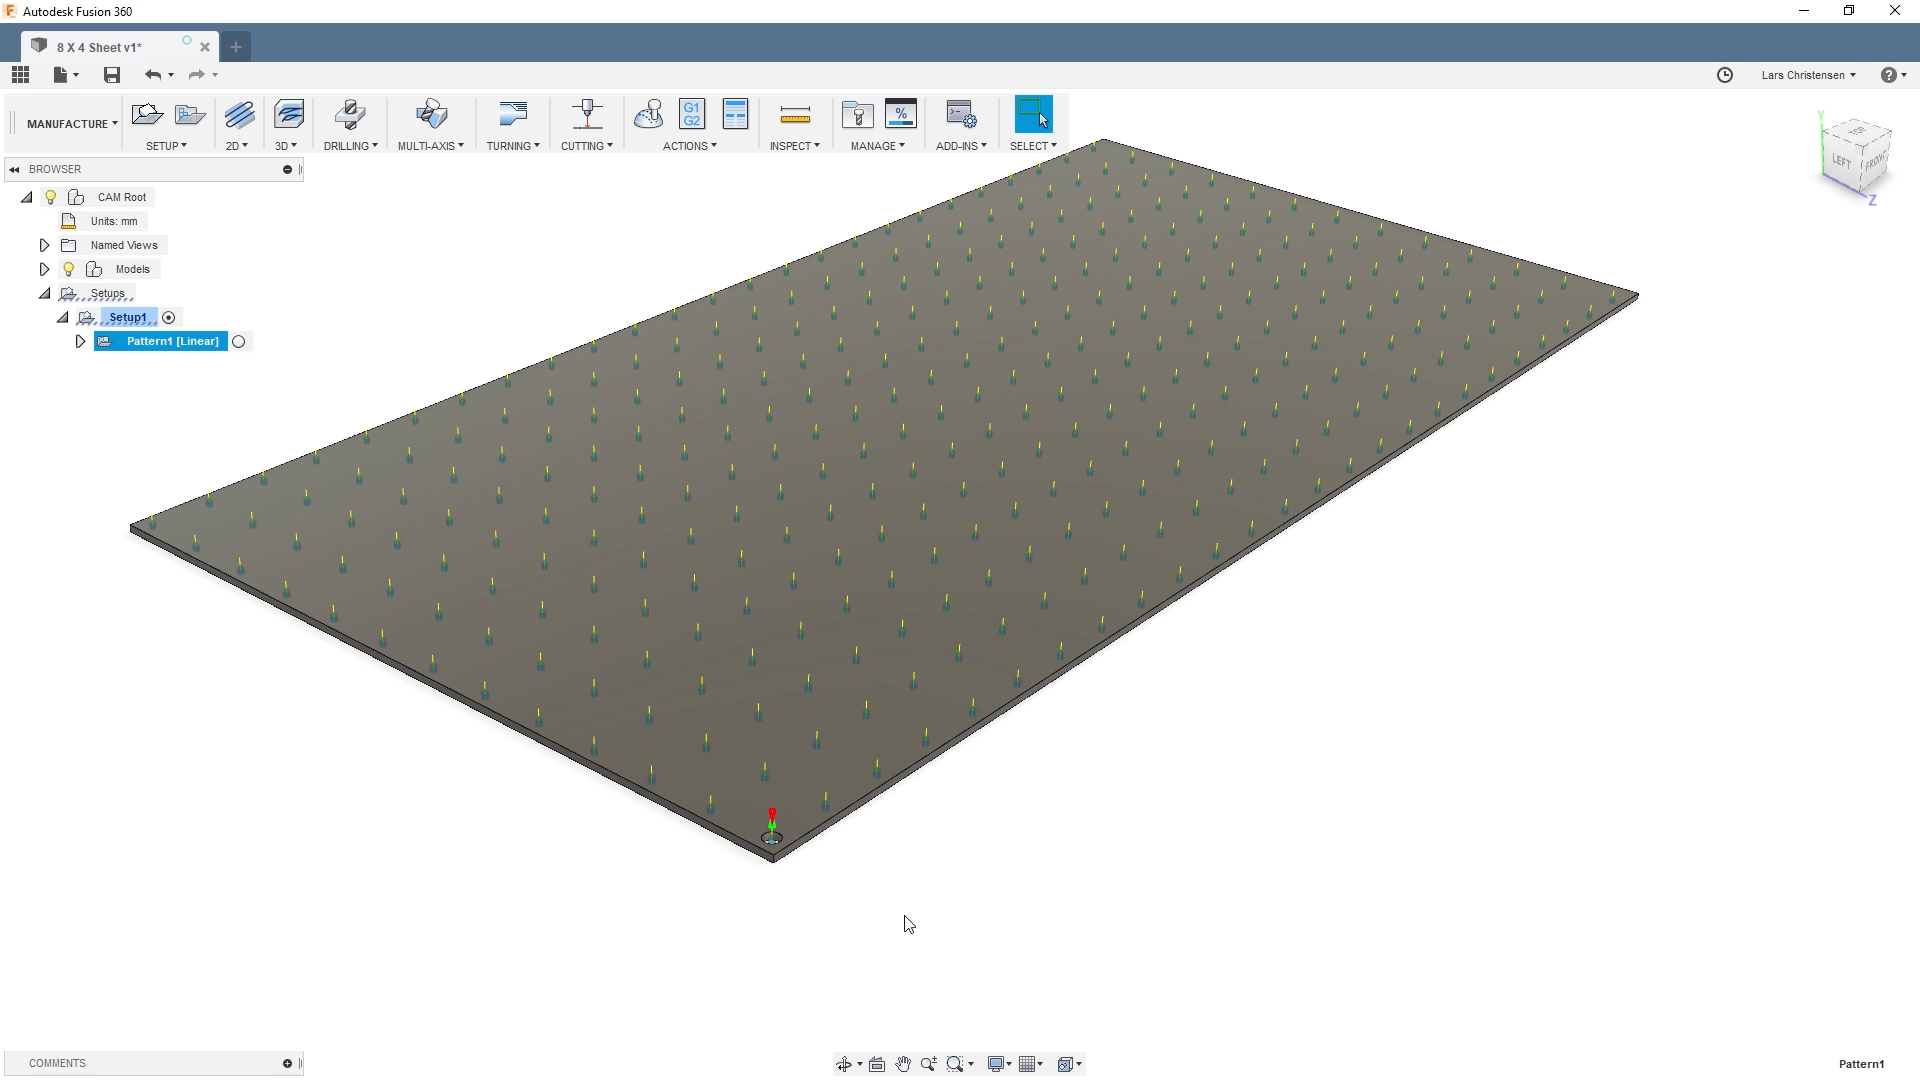 Autodesk Fusion 360
8 X 4 Sheet v1*
Lars Christensen
MANUFACTURE
G1
G2
%
SETUP
2D
3D
DRILLING
MULTI-AXIS
TURNING
CUTTING
ACTIONS
INSPECT
MANAGE
ADD-INS
SELECT
BROWSER
CAM Root
Units: mm
Named Views
Models
Setups
Setup1
Pattern1 [Linear]
Y
TOP
LEFT
FRONT
Z
COMMENTS
Pattern1